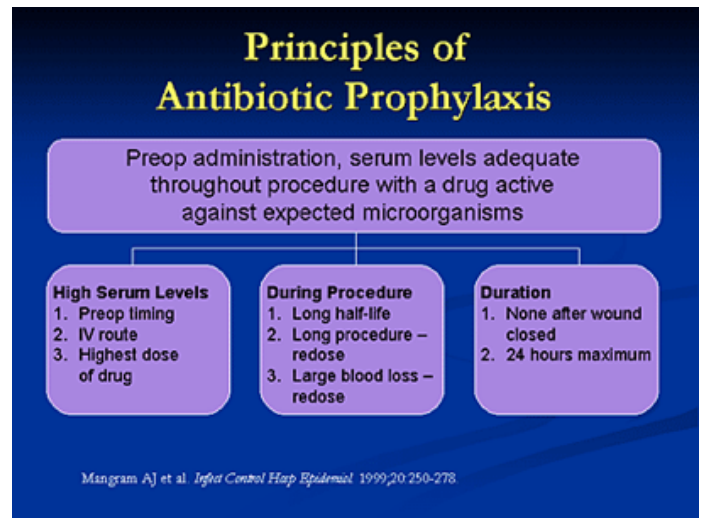 Principles of
Antibiotic Prophylaxis
Preop administration, serum levels adequate
throughout procedure with a drug active
against expected microorganisms
High Serum Levels
1. Preop timing
2. IV route
3. Highest dose
of drug
During Procedure
1. Long half-life
2. Long procedure –
redose
3. Large blood loss –
redose
Duration
1. None after wound
closed
2. 24 hours maximum
Mangram AJ et al. Infect Control Hosp Epidemiol. 1999;20:250-278.